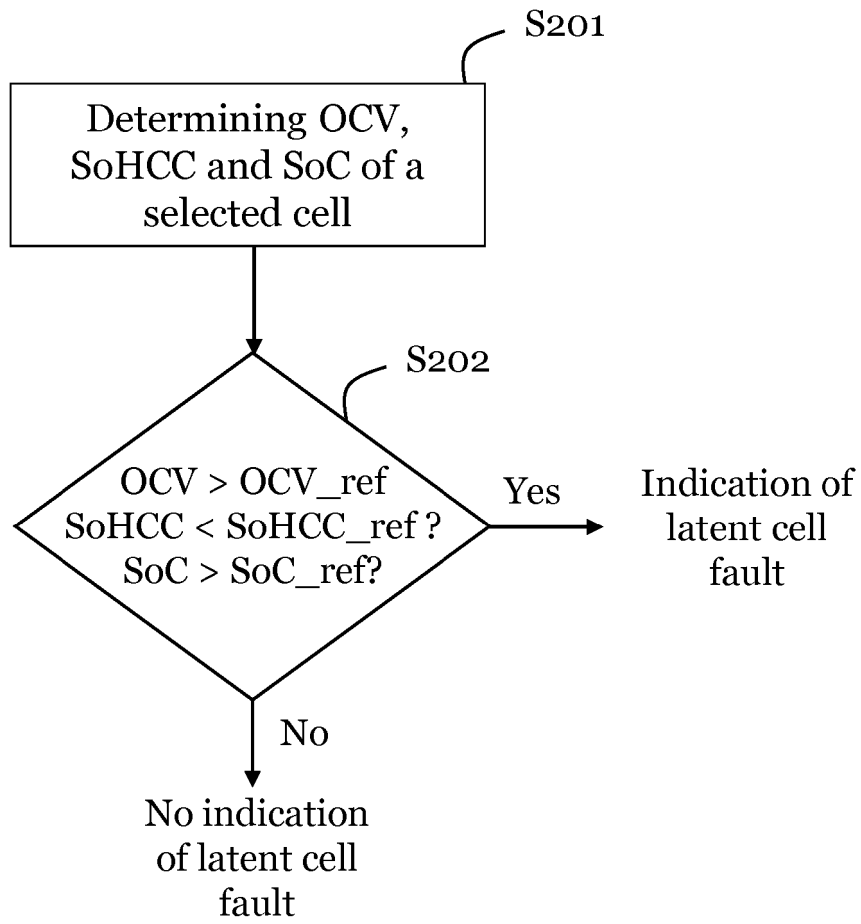 S201
Determining OCV,
SoHCC and SoC of a
selected cell
S202
OCV > OCV_ref
SoHCC < SoHCC_ref ?
SoC > SoC_ref?
Yes
Indication of
latent cell
fault
No
No indication
of latent cell
fault